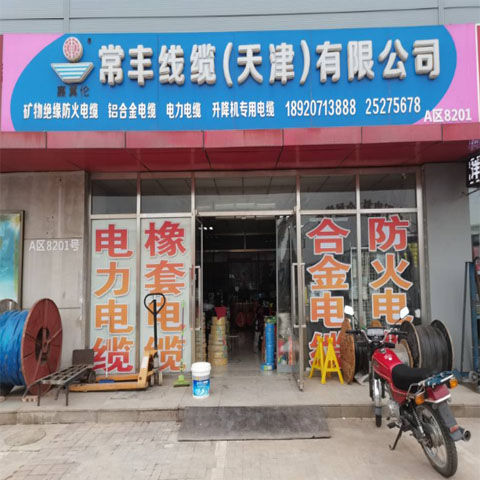 常丰线缆(天津)有限公司
矿物绝缘防火电缆 铝合金电缆 电力电缆 升降机专用电缆 18920713888 25275678
A区8201
A区8201号
电力电缆
橡套电缆
合金电缆
防火电